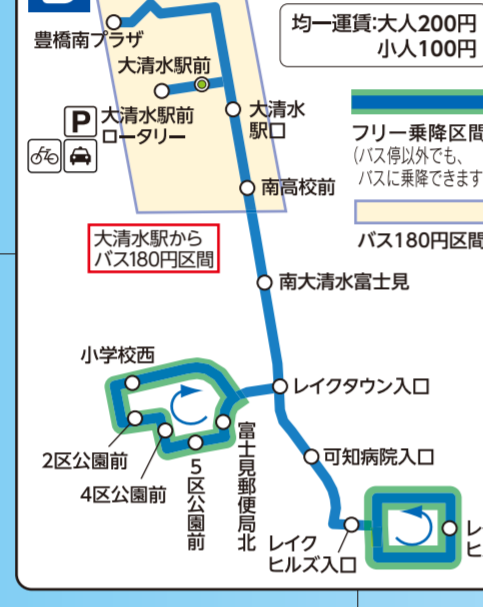 均一運賃:大人200円
小人100円
豊橋南プラザ
大清水駅前
P
大清水駅前
ロータリー
大清水
駅口
フリー乗降区間
(バス停以外でも、
バスに乗降できます
南高校前
バス180円区間
大清水駅から
バス180円区間
南大清水富士見
小学校西
レイクタウン入口
2区公園前
4区公園前
5区公園前
富士見郵便局北
可知病院入口
レイク
ヒルズ入口
レ
ヒ